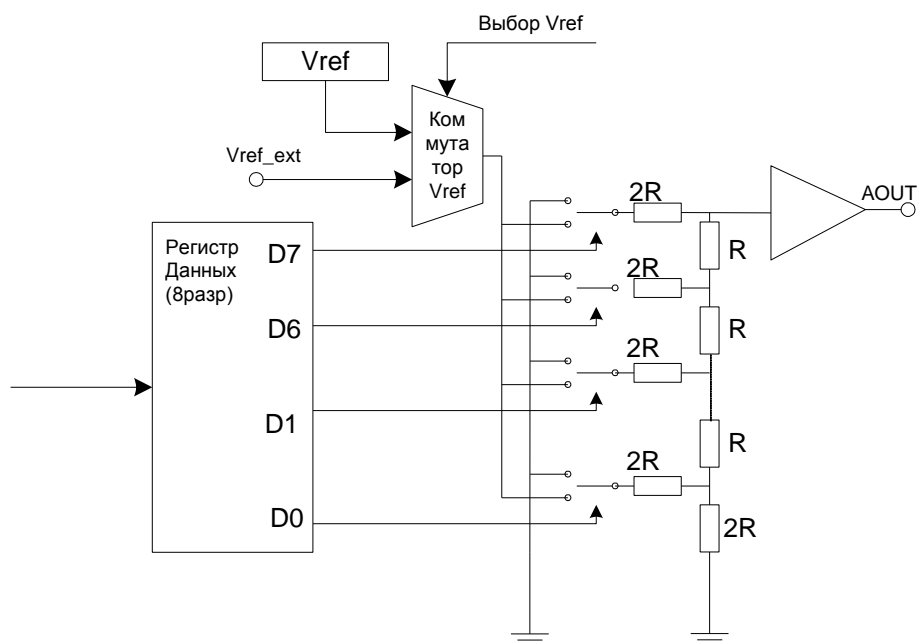 Выбор Vref
Vref
Ком
мута
тор
Vref
Vref_ext
2R
AOUT
Регистр
Данных
(8разр)
D7
R
2R
D6
R
2R
D1
R
2R
D0
2R